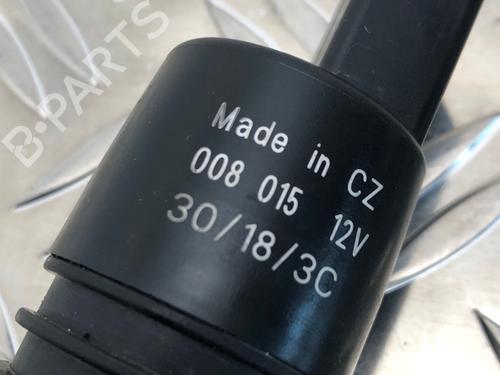 B-PARTS
Made in CZ
008 015 12V
30/18/3C